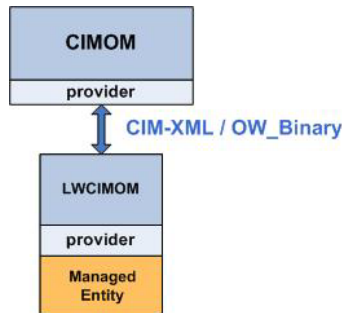 CIMOM
provider
CIM-XML / OW_Binary
LWCIMOM
provider
Managed
Entity